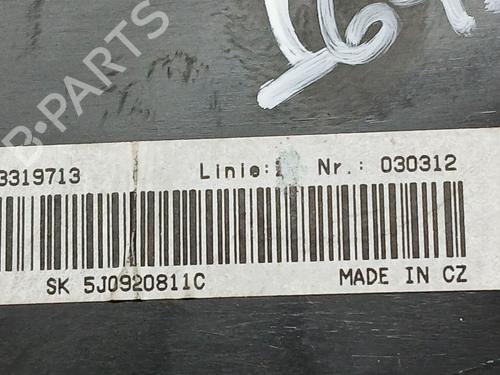 B-PARTS
3319713 Linie: Nr.: 030312
SK 5J0920811C MADE IN CZ